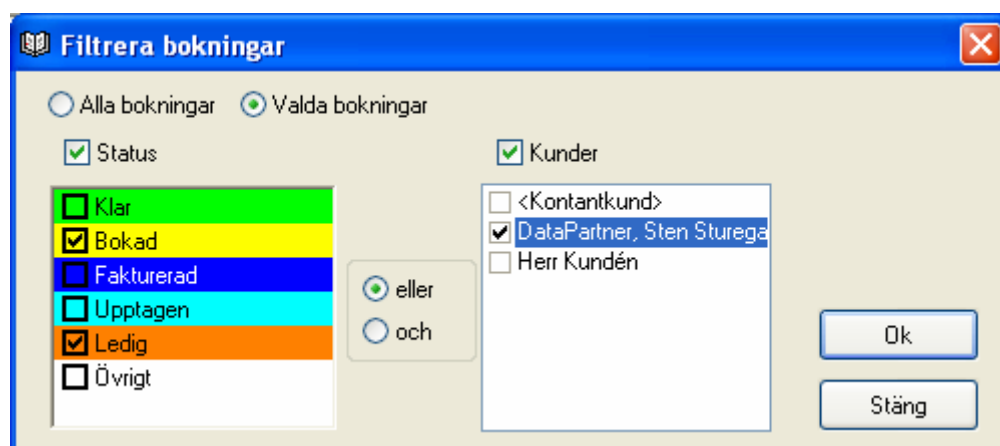 Filtrera bokningar
Alla bokningar Valda bokningar
Status
Kunder
Klar
Bokad
Fakturerad
Upptagen
Ledig
Övrigt
eller
och
<Kontantkund>
DataPartner, Sten Sturega
Herr Kundén
Ok
Stäng